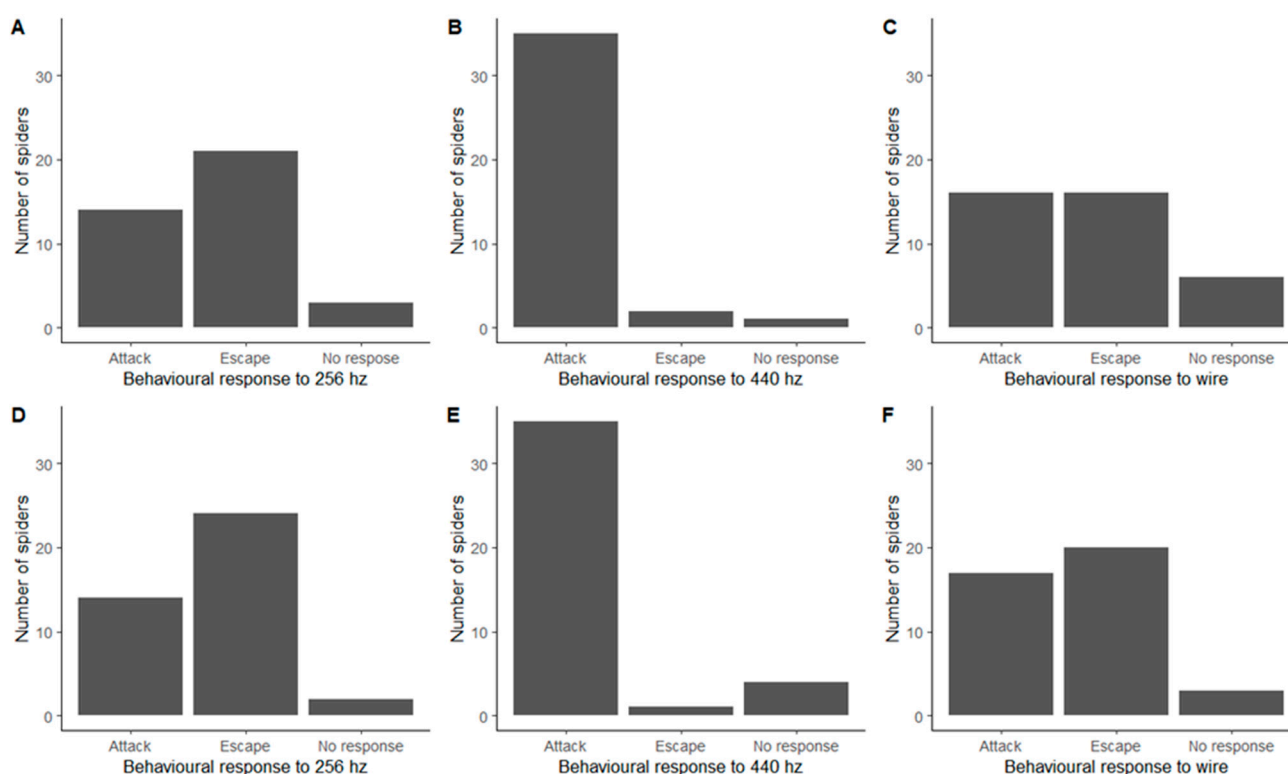 A
Number of spiders
30
20
10
0
Attack Escape No respose
Behavioural response to 256 hz
B
Number of spiders
30
20
10
0
Attack Escape No response
Behavioural response to 440 hz
C
Number of spiders
30
20
10
0
Attack Escape No response
Behavioural response to wire
D
Number of spiders
30
20
10
0
Attack Escape No response
Behavioural response to 256 hz
E
Number of spiders
30
20
10
0
Attack Escape No response
Behavioural response to 440 hz
F
Number of spiders
30
20
10
0
Attack Escape No response
Behavioural response to wire